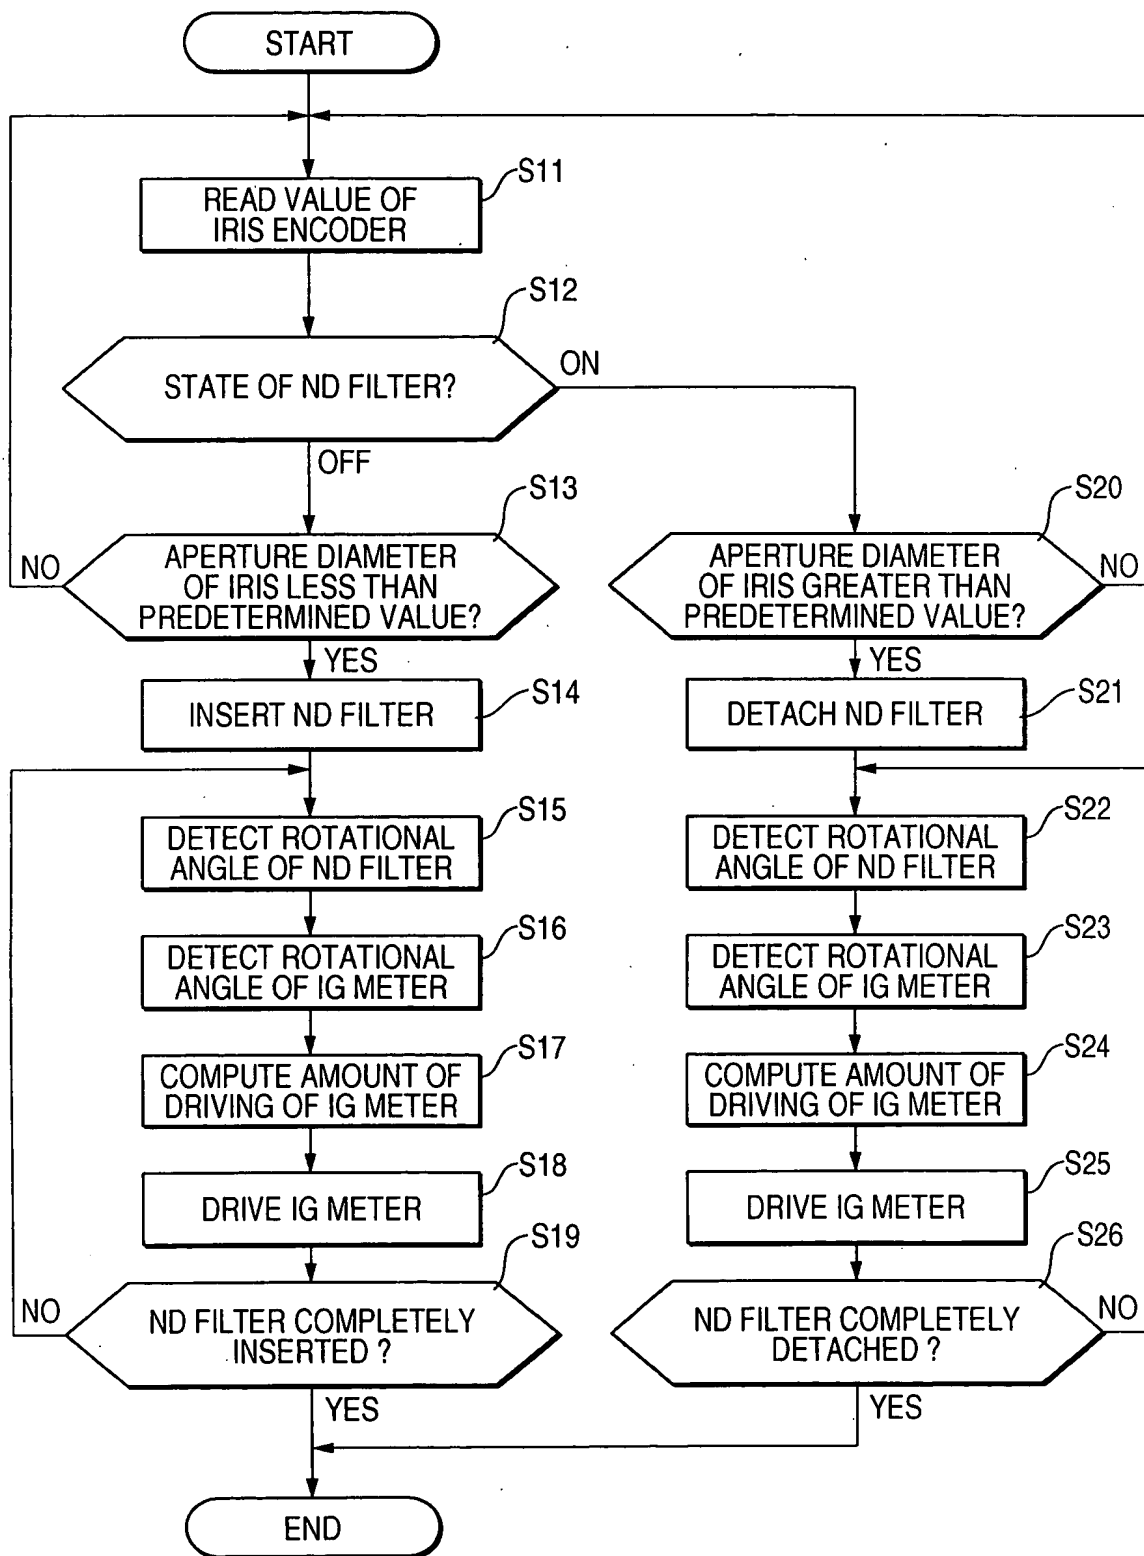 START
S11
READ VALUE OF
IRIS ENCODER
S12
STATE OF ND FILTER?
ON
OFF
S13
NO
APERTURE DIAMETER
OF IRIS LESS THAN
PREDETERMINED VALUE?
YES
S20
APERTURE DIAMETER
OF IRIS GREATER THAN
PREDETERMINED VALUE?
NO
YES
S14
INSERT ND FILTER
S21
DETACH ND FILTER
S15
DETECT ROTATIONAL
ANGLE OF ND FILTER
S22
DETECT ROTATIONAL
ANGLE OF ND FILTER
S16
DETECT ROTATIONAL
ANGLE OF IG METER
S23
DETECT ROTATIONAL
ANGLE OF IG METER
S17
COMPUTE AMOUNT OF
DRIVING OF IG METER
S24
COMPUTE AMOUNT OF
DRIVING OF IG METER
S18
DRIVE IG METER
S25
DRIVE IG METER
S19
NO
ND FILTER COMPLETELY
INSERTED ?
YES
S26
ND FILTER COMPLETELY
DETACHED ?
NO
YES
END